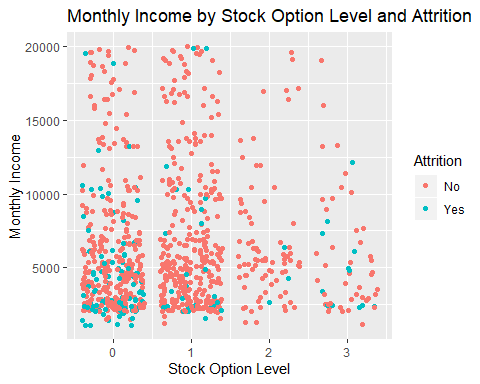 Monthly Income by Stock Option Level and Attrition
20000
15000
10000
5000
Monthly Income
0 1 2 3
Stock Option Level
Attrition
No
Yes